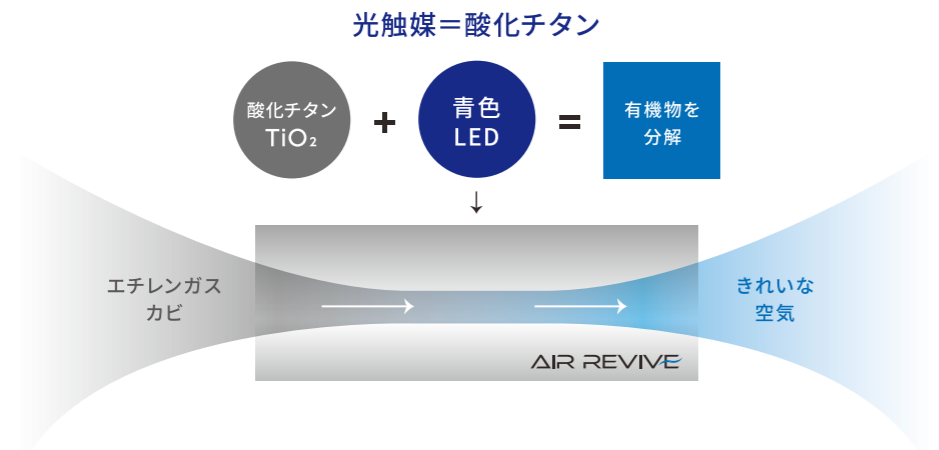 光触媒＝酸化チタン
酸化チタン
TiO₂
+
青色
LED
=
有機物を
分解
↓
エチレンガス
カビ
→ →
きれいな
空気
AIR REVIVE